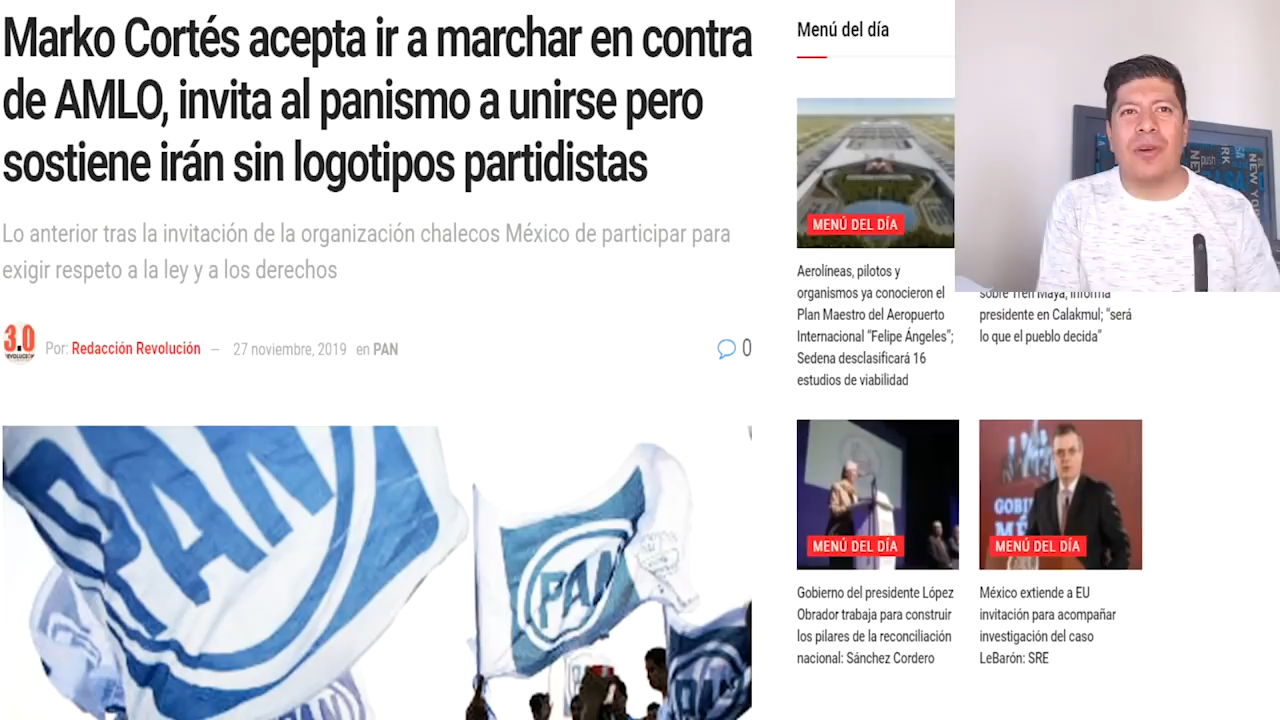 Marko Cortés acepta ir a marchar en contra
de AMLO, invita al panismo a unirse pero
sostiene irán sin logotipos partidistas
Lo anterior tras la invitación de la organización chalecos México de participar para
exigir respeto a la ley y a los derechos
3.0
Por: Redacción Revolución — 27 noviembre, 2019 en PAN
0
PAN
PAN
PAN
PAN
Menú del día
MENÚ DEL DÍA
Aerolíneas, pilotos y
organismos ya conocieron el
Plan Maestro del Aeropuerto
Internacional “Felipe Ángeles”;
Sedena desclasificará 16
estudios de viabilidad
sobre Tren Maya, informa
presidente en Calakmul; “será
lo que el pueblo decida”
MENÚ DEL DÍA
Gobierno del presidente López
Obrador trabaja para construir
los pilares de la reconciliación
nacional: Sánchez Cordero
MENÚ DEL DÍA
México extiende a EU
invitación para acompañar
investigación del caso
LeBarón: SRE
push
NEW YO